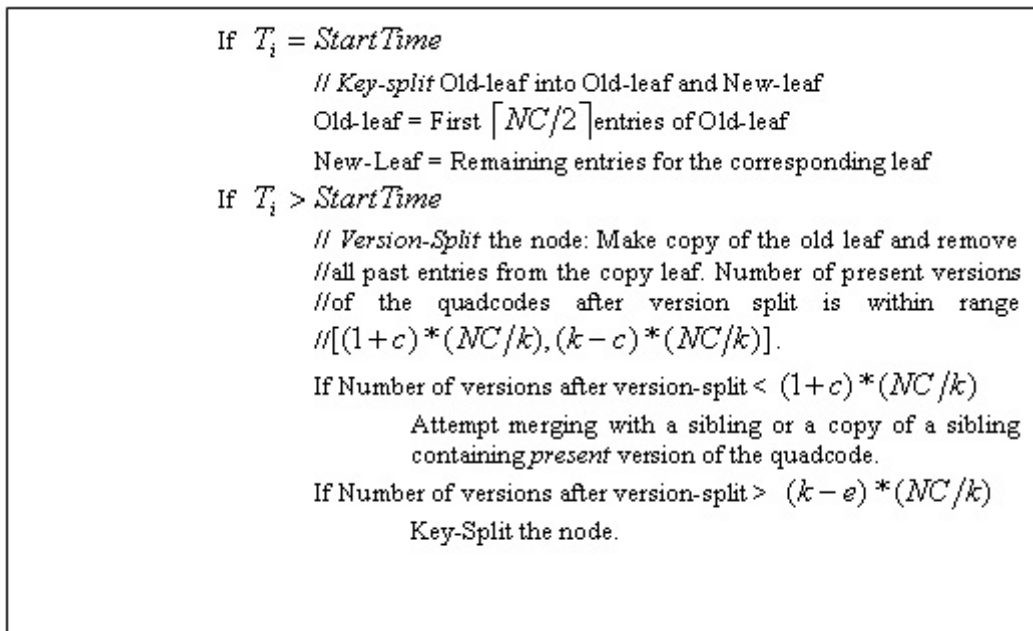 If T_i = StartTime
// Key-split Old-leaf into Old-leaf and New-leaf
Old-leaf = First ⌈NC/2⌉ entries of Old-leaf
New-Leaf = Remaining entries for the corresponding leaf
If T_i > StartTime
// Version-Split the node: Make copy of the old leaf and remove
//all past entries from the copy leaf. Number of present versions
//of the quadcodes after version split is within range
//[(1+c)*(NC/k),(k-c)*(NC/k)].
If Number of versions after version-split < (1+c)*(NC/k)
Attempt merging with a sibling or a copy of a sibling
containing present version of the quadcode.
If Number of versions after version-split > (k-e)*(NC/k)
Key-Split the node.